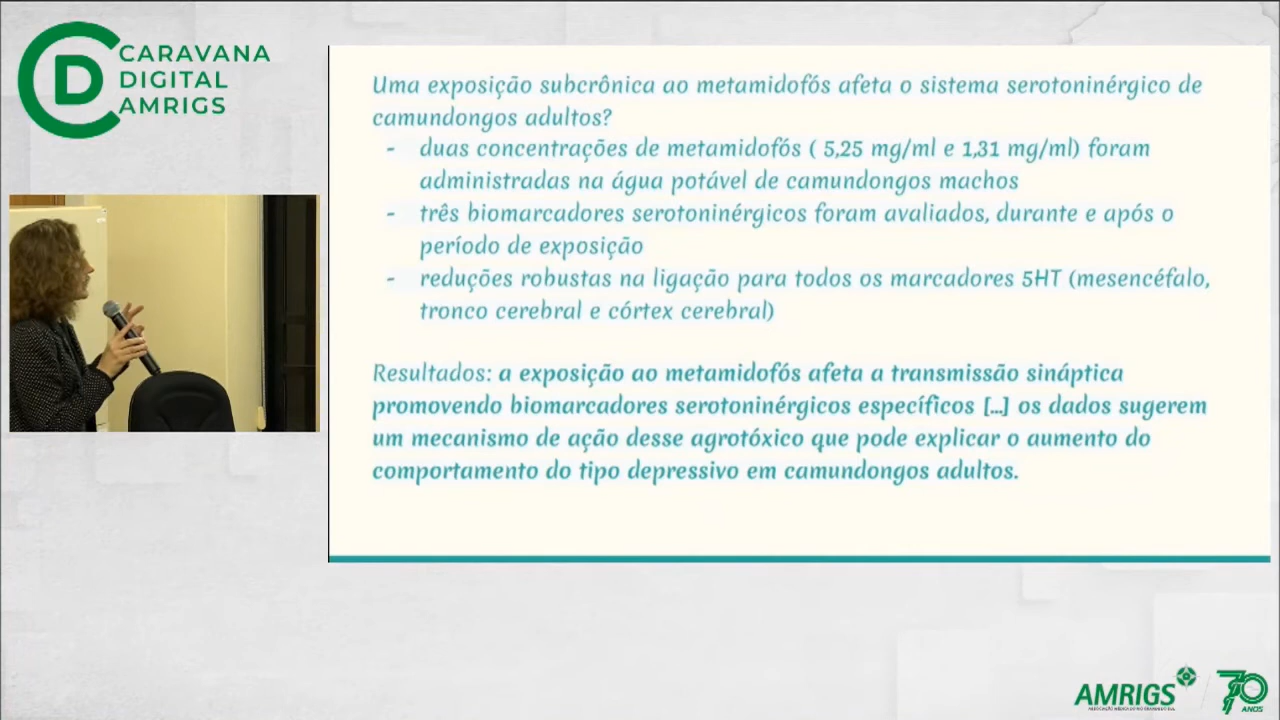 CARAVANA
DIGITAL
AMRIGS
Uma exposição subcrônica ao metamidofós afeta o sistema serotoninérgico de
camundongos adultos?
- duas concentrações de metamidofós ( 5,25 mg/ml e 1,31 mg/ml) foram
administradas na água potável de camundongos machos
- três biomarcadores serotoninérgicos foram avaliados, durante e após o
período de exposição
- reduções robustas na ligação para todos os marcadores 5HT (mesencéfalo,
tronco cerebral e córtex cerebral)
Resultados: a exposição ao metamidofós afeta a transmissão sináptica
promovendo biomarcadores serotoninérgicos específicos [...] os dados sugerem
um mecanismo de ação desse agrotóxico que pode explicar o aumento do
comportamento do tipo depressivo em camundongos adultos.
AMRIGS
70
ANOS